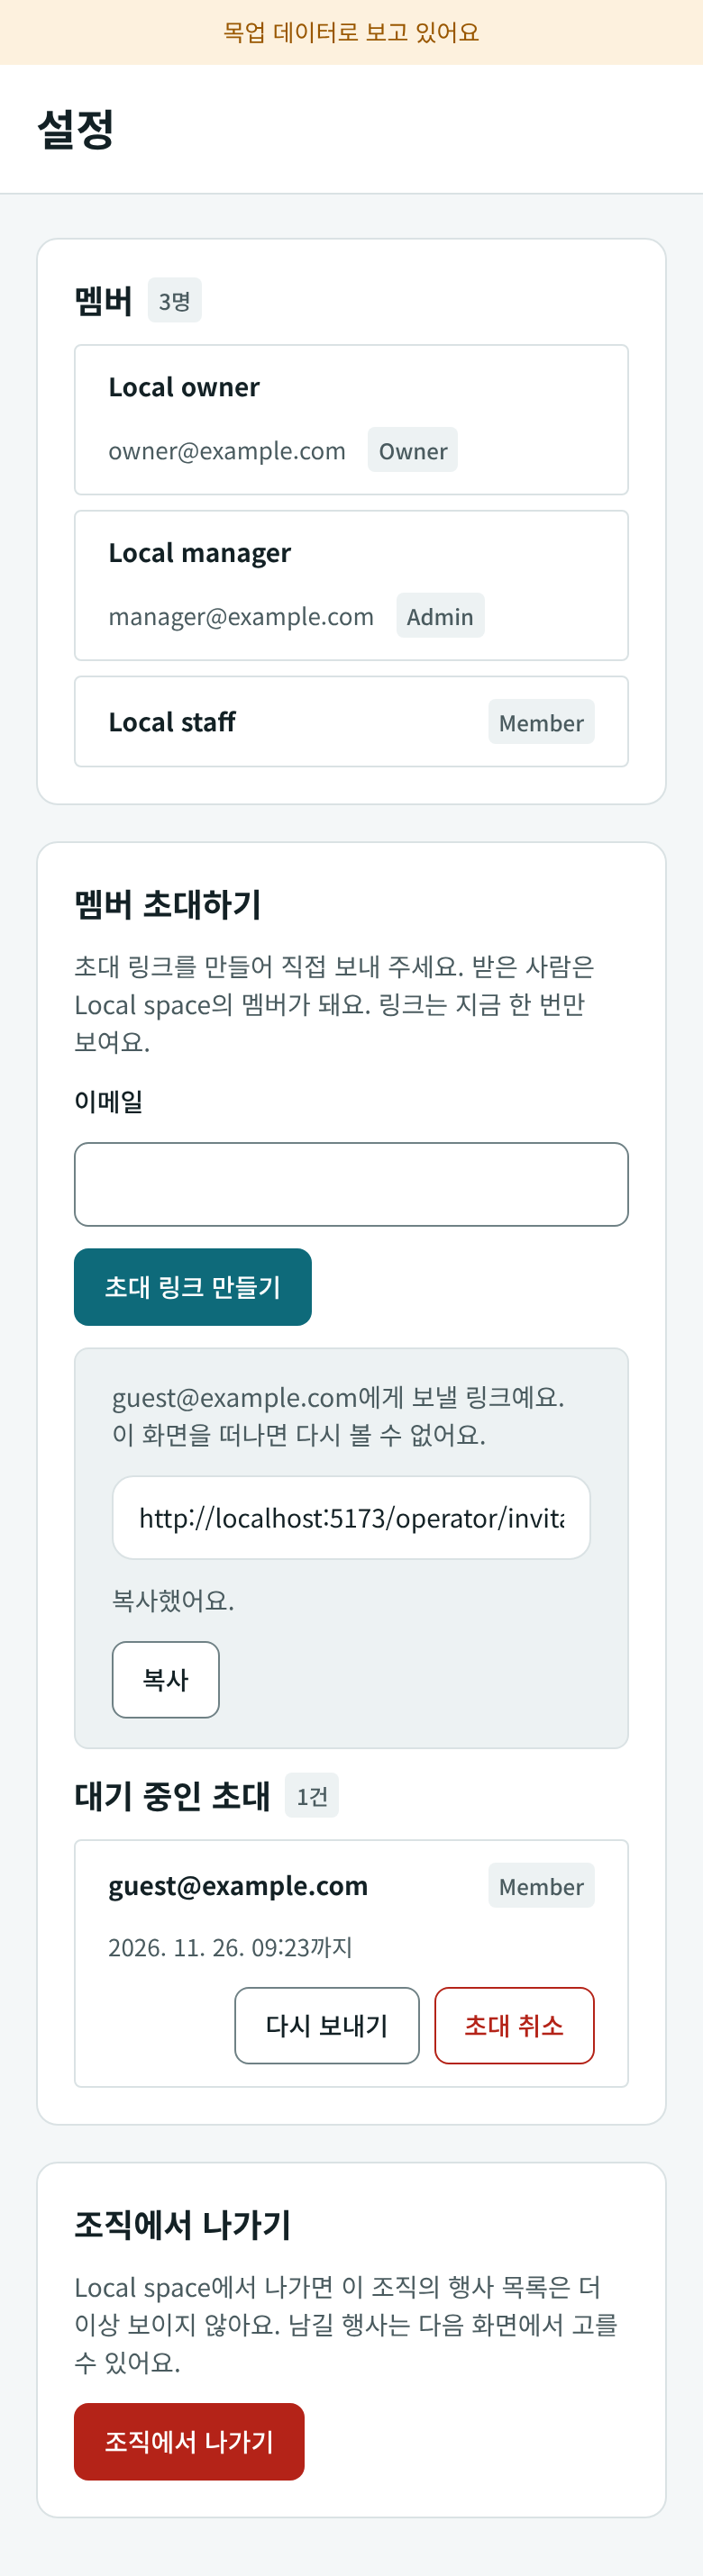 목업 데이터로 보고 있어요
설정
멤버 3명
Local owner
owner@example.com Owner
Local manager
manager@example.com Admin
Local staff Member
멤버 초대하기
초대 링크를 만들어 직접 보내 주세요. 받은 사람은
Local space의 멤버가 돼요. 링크는 지금 한 번만
보여요.
이메일
초대 링크 만들기
guest@example.com에게 보낼 링크예요.
이 화면을 떠나면 다시 볼 수 없어요.
http://localhost:5173/operator/invita
복사했어요.
복사
대기 중인 초대 1건
guest@example.com Member
2026. 11. 26. 09:23까지
다시 보내기 초대 취소
조직에서 나가기
Local space에서 나가면 이 조직의 행사 목록은 더
이상 보이지 않아요. 남길 행사는 다음 화면에서 고를
수 있어요.
조직에서 나가기